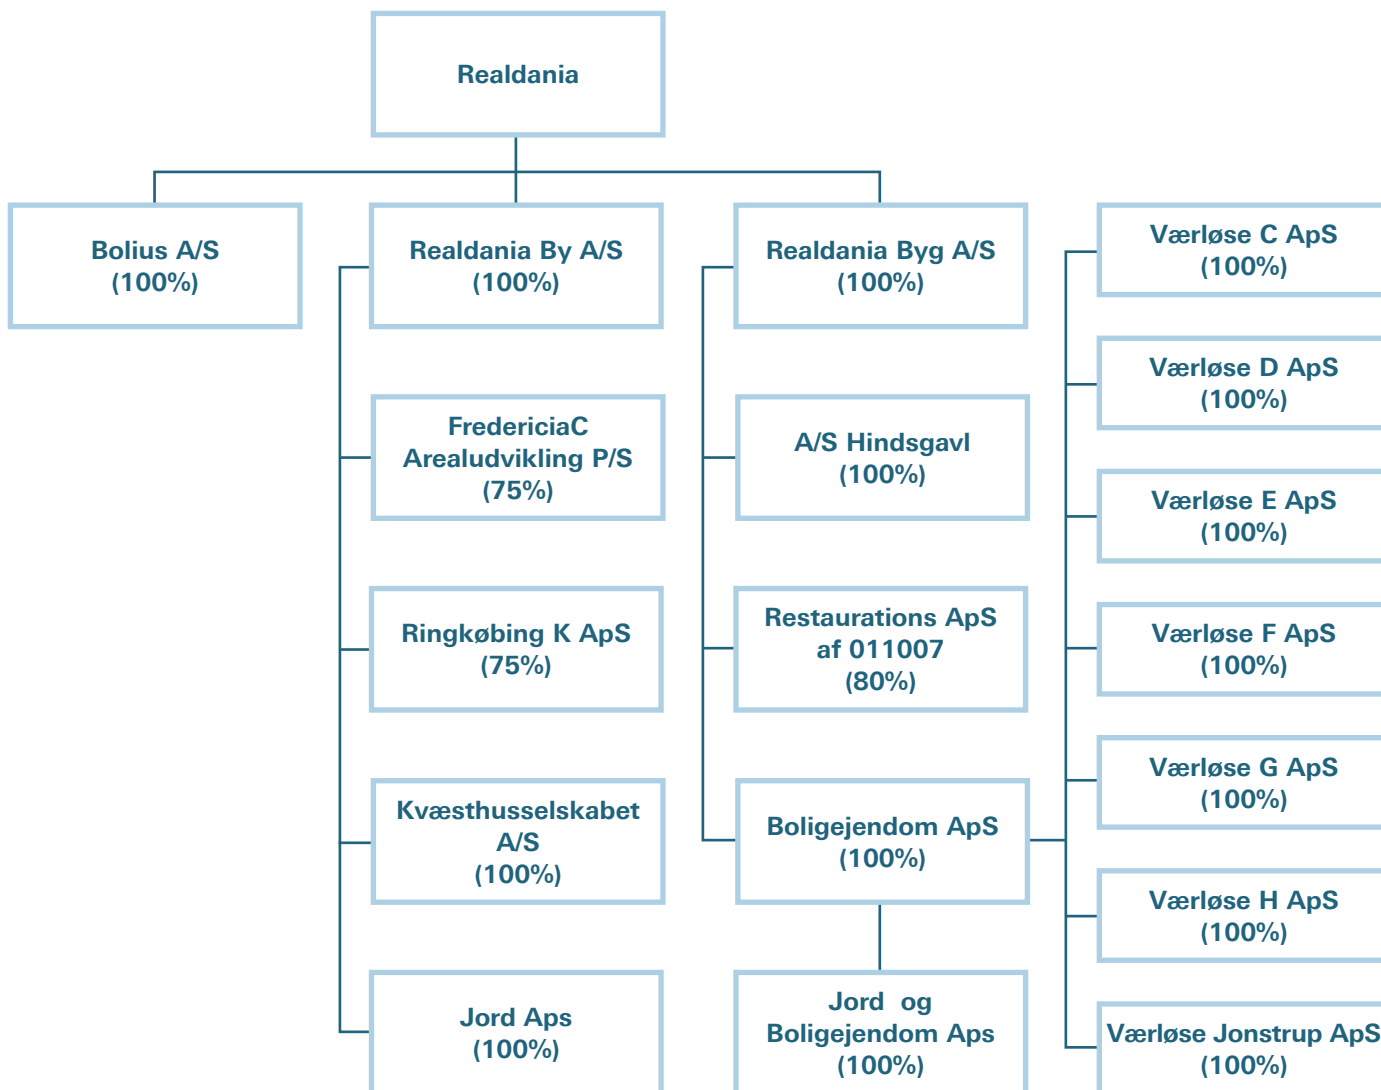 Realdania
Bolius A/S
(100%)
Realdania By A/S
(100%)
FredericiaC
Arealudvikling P/S
(75%)
Ringkøbing K ApS
(75%)
Kvæsthusselskabet
A/S
(100%)
Jord Aps
(100%)
Realdania Byg A/S
(100%)
A/S Hindsgavl
(100%)
Restaurations ApS
af 011007
(80%)
Boligejendom ApS
(100%)
Jord og
Boligejendom Aps
(100%)
Værløse C ApS
(100%)
Værløse D ApS
(100%)
Værløse E ApS
(100%)
Værløse F ApS
(100%)
Værløse G ApS
(100%)
Værløse H ApS
(100%)
Værløse Jonstrup ApS
(100%)